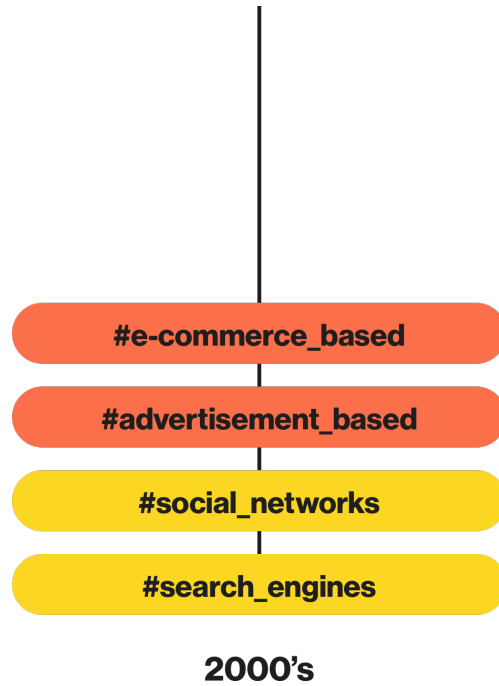 #e-commerce_based
#advertisement_based
#social_networks
#search_engines
2000’s